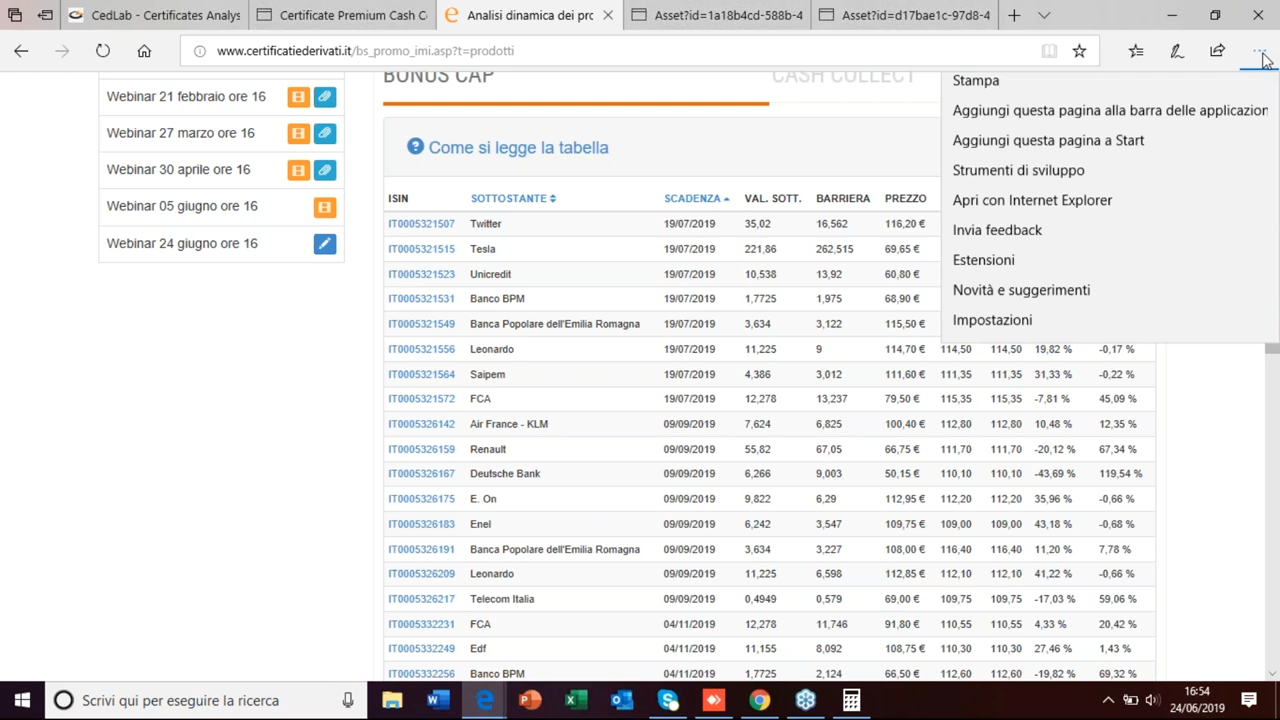 CedLab - Certificates Analys
Certificate Premium Cash C
Analisi dinamica dei pro
Asset?id=1a18b4cd-588b-4
Asset?id=d17bae1c-97d8-4
www.certificatiederivati.it/bs_promo_imi.asp?t=prodotti
Webinar 21 febbraio ore 16
Webinar 27 marzo ore 16
Webinar 30 aprile ore 16
Webinar 05 giugno ore 16
Webinar 24 giugno ore 16
BONUS CAP CASH COLLECT
Come si legge la tabella
ISIN SOTTOSTANTE SCADENZA VAL. SOTT. BARRIERA PREZZO
IT0005321507 Twitter 19/07/2019 35,02 16,562 116,20 €
IT0005321515 Tesla 19/07/2019 221,86 262,515 69,65 €
IT0005321523 Unicredit 19/07/2019 10,538 13,92 60,80 €
IT0005321531 Banco BPM 19/07/2019 1,7725 1,975 68,90 €
IT0005321549 Banca Popolare dell'Emilia Romagna 19/07/2019 3,634 3,122 115,50 €
IT0005321556 Leonardo 19/07/2019 11,225 9 114,70 € 114,50 114,50 19,82 % -0,17 %
IT0005321564 Saipem 19/07/2019 4,386 3,012 111,60 € 111,35 111,35 31,33 % -0,22 %
IT0005321572 FCA 19/07/2019 12,278 13,237 79,50 € 115,35 115,35 -7,81 % 45,09 %
IT0005326142 Air France - KLM 09/09/2019 7,624 6,825 100,40 € 112,80 112,80 10,48 % 12,35 %
IT0005326159 Renault 09/09/2019 55,82 67,05 66,75 € 111,70 111,70 -20,12 % 67,34 %
IT0005326167 Deutsche Bank 09/09/2019 6,266 9,003 50,15 € 110,10 110,10 -43,69 % 119,54 %
IT0005326175 E. On 09/09/2019 9,822 6,29 112,95 € 112,20 112,20 35,96 % -0,66 %
IT0005326183 Enel 09/09/2019 6,242 3,547 109,75 € 109,00 109,00 43,18 % -0,68 %
IT0005326191 Banca Popolare dell'Emilia Romagna 09/09/2019 3,634 3,227 108,00 € 116,40 116,40 11,20 % 7,78 %
IT0005326209 Leonardo 09/09/2019 11,225 6,598 112,85 € 112,10 112,10 41,22 % -0,66 %
IT0005326217 Telecom Italia 09/09/2019 0,4949 0,579 69,00 € 109,75 109,75 -17,03 % 59,06 %
IT0005332231 FCA 04/11/2019 12,278 11,746 91,80 € 110,55 110,55 4,33 % 20,42 %
IT0005332249 Edf 04/11/2019 11,155 8,092 108,75 € 110,30 110,30 27,46 % 1,43 %
IT0005332256 Banco BPM 04/11/2019 1,7725 2,124 66,50 € 112,60 112,60 -19,82 % 69,32 %
Stampa
Aggiungi questa pagina alla barra delle applicazion
Aggiungi questa pagina a Start
Strumenti di sviluppo
Apri con Internet Explorer
Invia feedback
Estensioni
Novità e suggerimenti
Impostazioni
Scrivi qui per eseguire la ricerca
16:54
24/06/2019